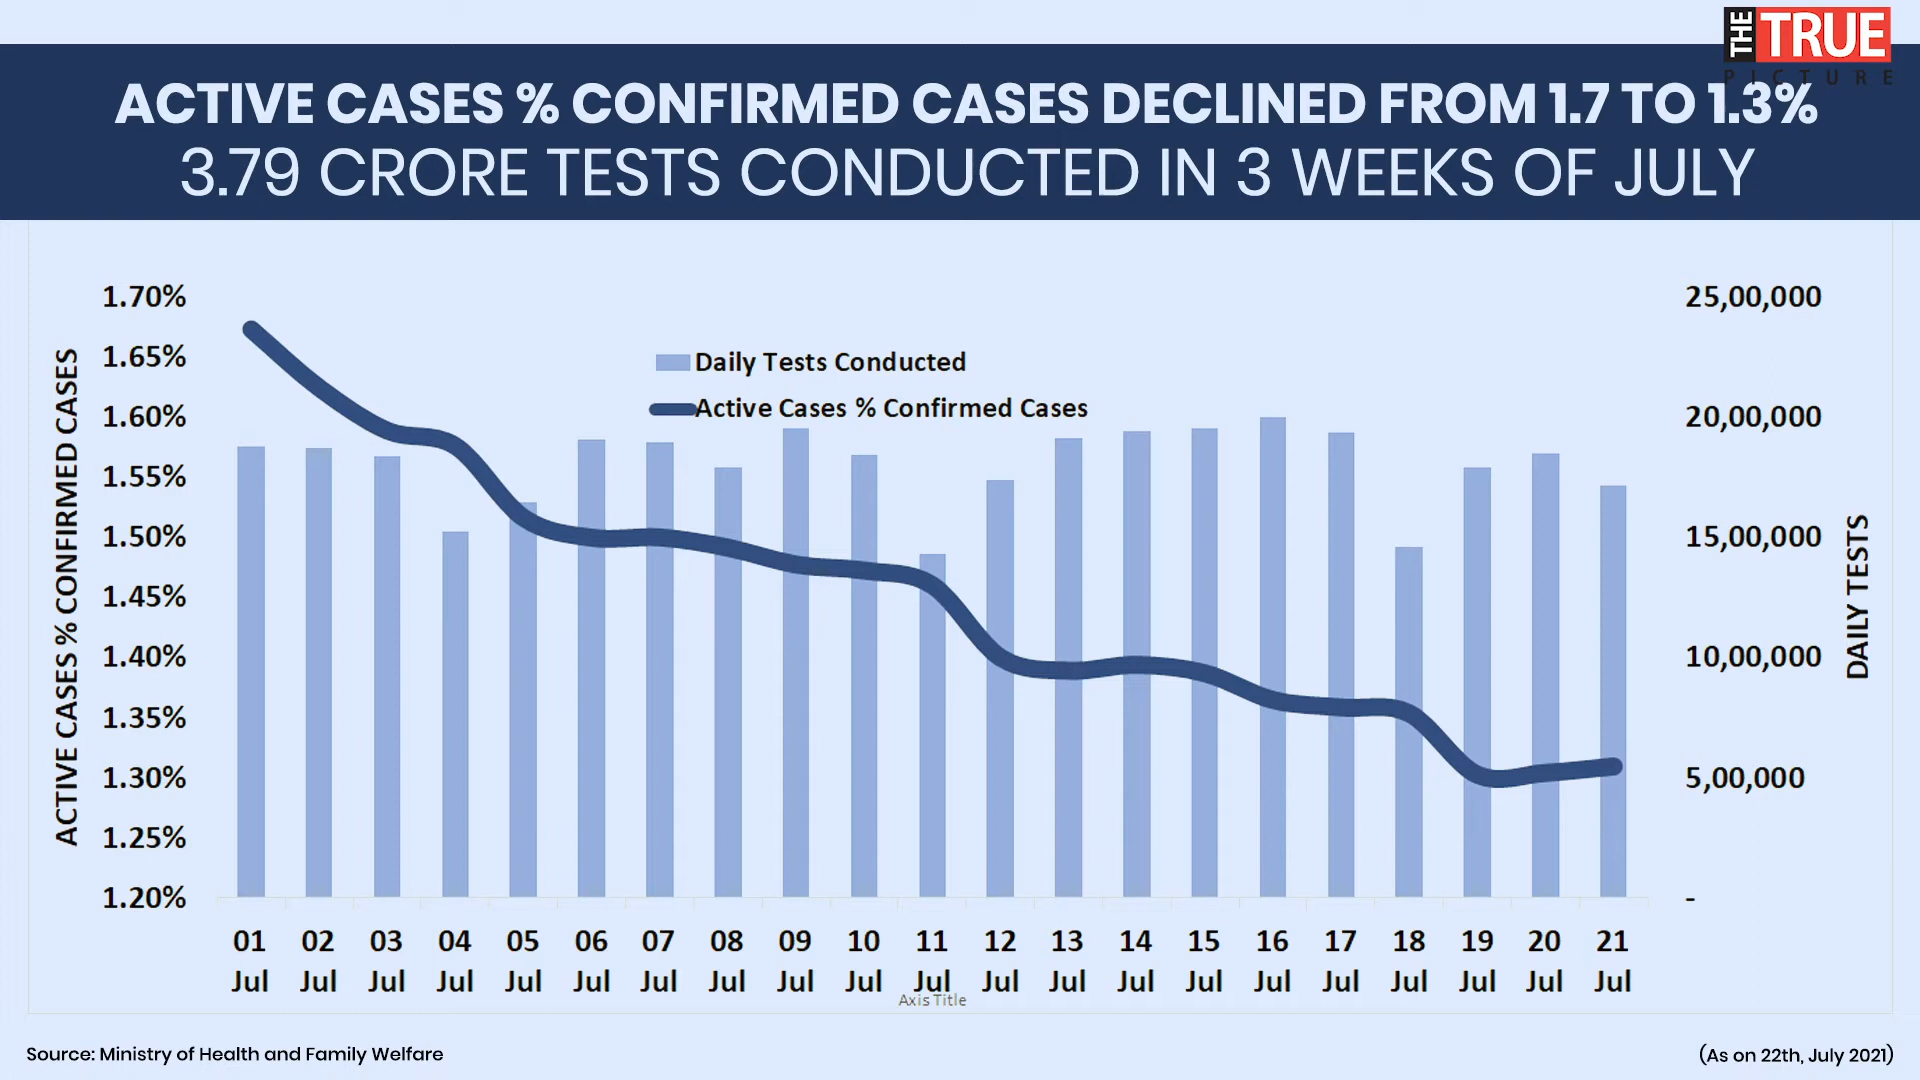 THE TRUE
PICTURE
ACTIVE CASES % CONFIRMED CASES DECLINED FROM 1.7 TO 1.3%
3.79 CRORE TESTS CONDUCTED IN 3 WEEKS OF JULY
ACTIVE CASES % CONFIRMED CASES
1.70%
1.65%
1.60%
1.55%
1.50%
1.45%
1.40%
1.35%
1.30%
1.25%
1.20%
Daily Tests Conducted
Active Cases % Confirmed Cases
25,00,000
20,00,000
15,00,000
10,00,000
5,00,000
-
DAILY TESTS
01 02 03 04 05 06 07 08 09 10 11 12 13 14 15 16 17 18 19 20 21
Jul Jul Jul Jul Jul Jul Jul Jul Jul Jul Jul Jul Jul Jul Jul Jul Jul Jul Jul Jul Jul
Axis Title
Source: Ministry of Health and Family Welfare
(As on 22th, July 2021)